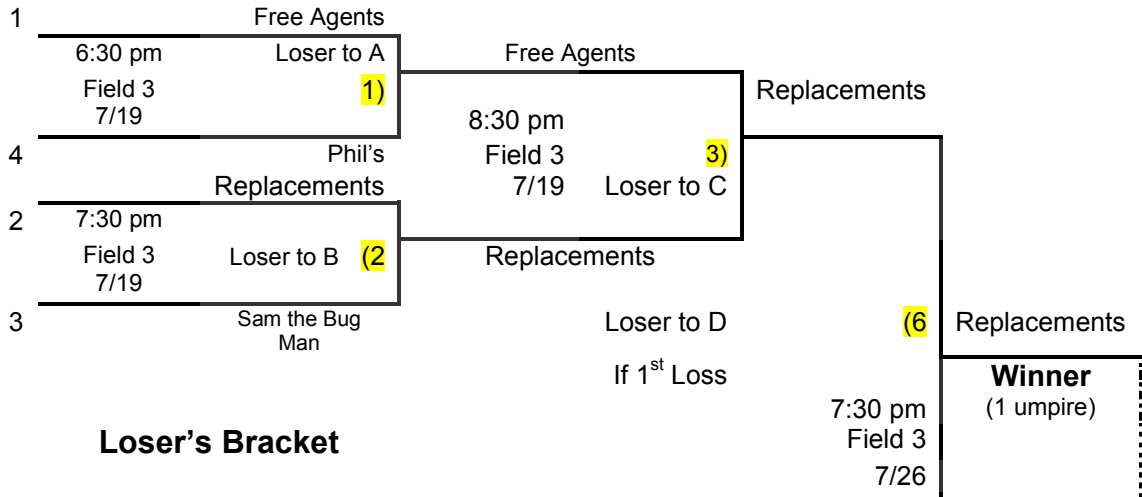 1
Free Agents
6:30 pm
Loser to A
Field 3
1)
7/19
4
Phil's
Free Agents
8:30 pm
Field 3
3)
7/19
Loser to C
Replacements
Replacements
2
7:30 pm
Field 3
Loser to B
(2
7/19
3
Sam the Bug
Man
Replacements
Loser to D
(6
Replacements
If 1st Loss
Winner
(1 umpire)
7:30 pm
Field 3
7/26
Loser's Bracket